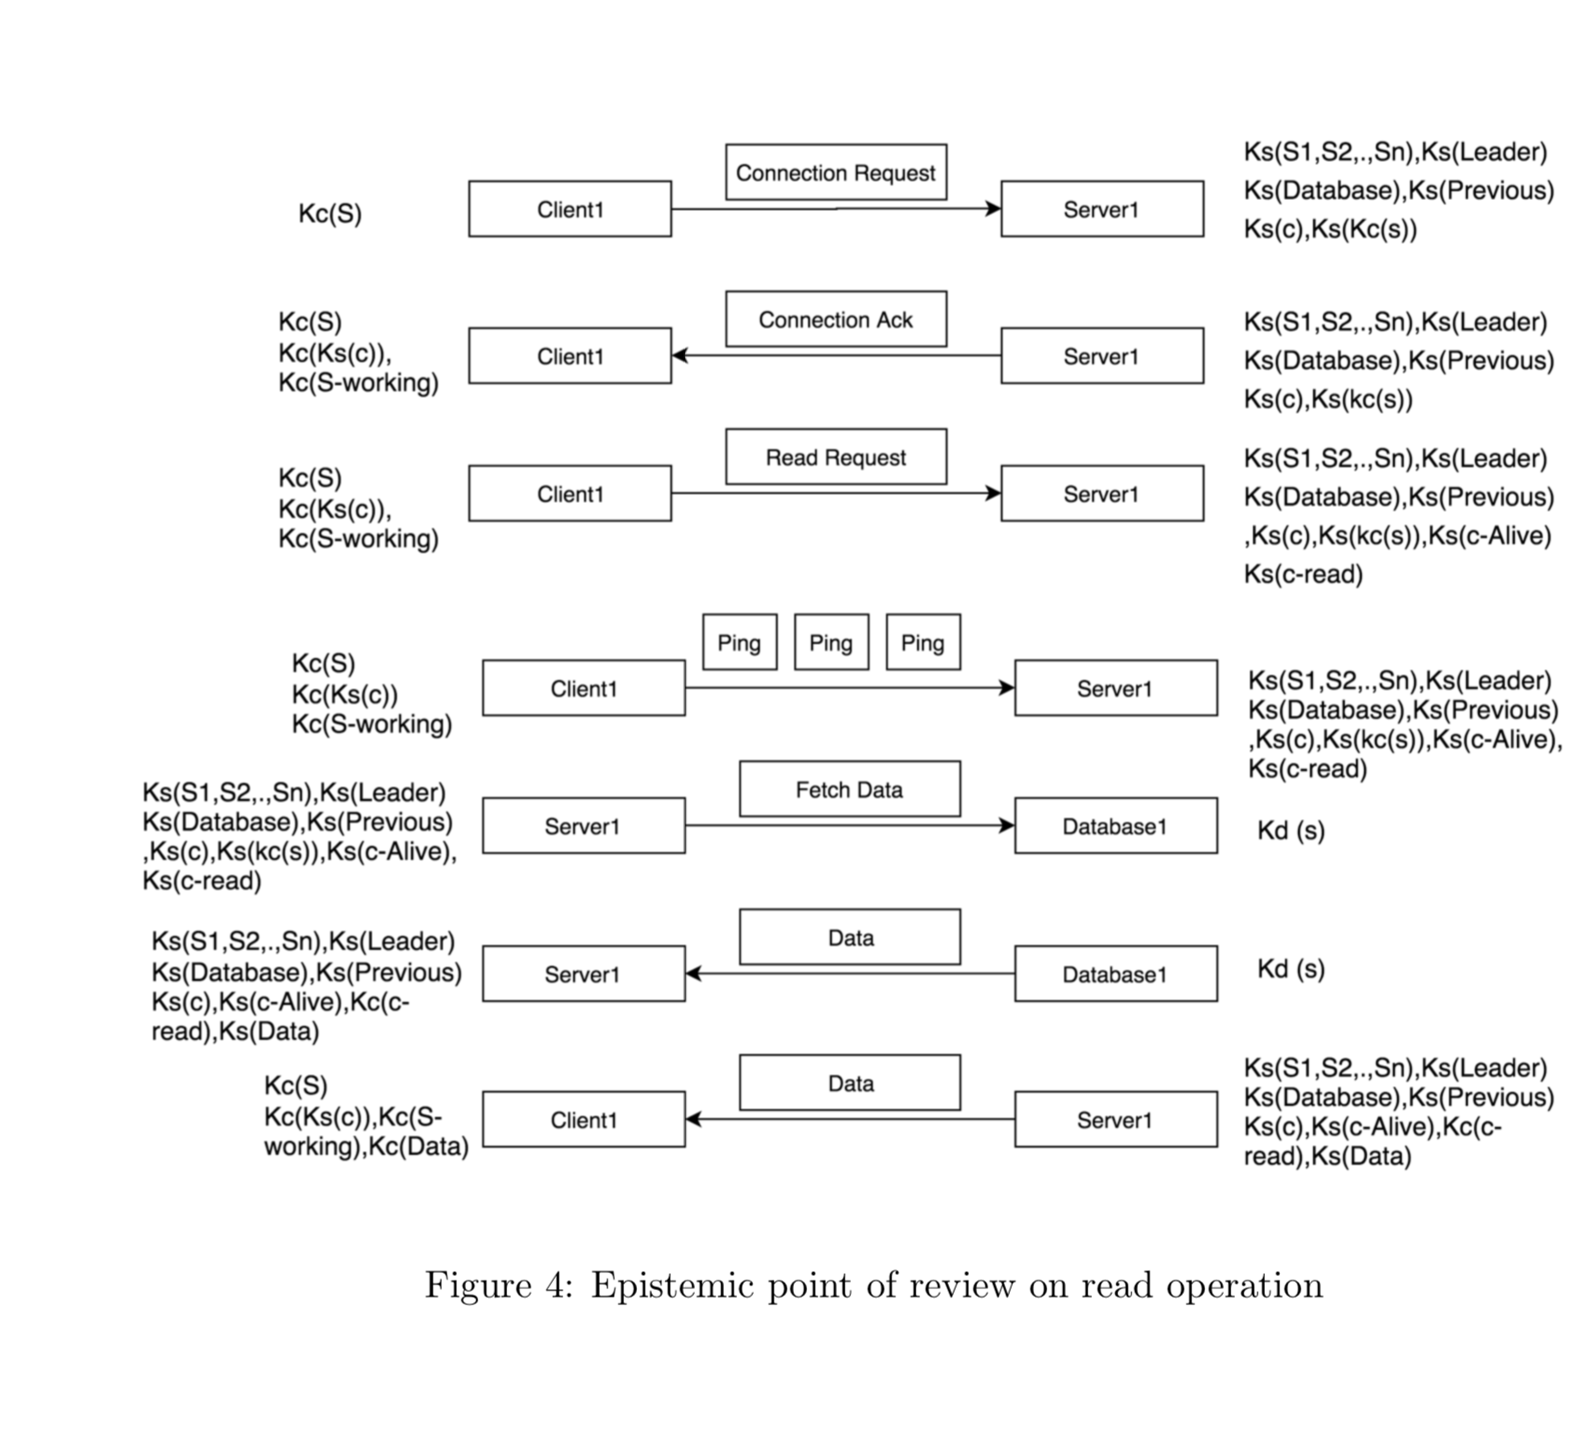 Kc(S)
Client1
Connection Request
Server1
Ks(S1,S2,.,Sn),Ks(Leader)
Ks(Database),Ks(Previous)
Ks(c),Ks(Kc(s))
Kc(S)
Kc(Ks(c)),
Kc(S-working)
Client1
Connection Ack
Server1
Ks(S1,S2,.,Sn),Ks(Leader)
Ks(Database),Ks(Previous)
Ks(c),Ks(kc(s))
Kc(S)
Kc(Ks(c)),
Kc(S-working)
Client1
Read Request
Server1
Ks(S1,S2,.,Sn),Ks(Leader)
Ks(Database),Ks(Previous)
,Ks(c),Ks(kc(s)),Ks(c-Alive)
Ks(c-read)
Kc(S)
Kc(Ks(c))
Kc(S-working)
Client1
Ping
Ping
Ping
Server1
Ks(S1,S2,.,Sn),Ks(Leader)
Ks(Database),Ks(Previous)
,Ks(c),Ks(kc(s)),Ks(c-Alive),
Ks(c-read)
Ks(S1,S2,.,Sn),Ks(Leader)
Ks(Database),Ks(Previous)
,Ks(c),Ks(kc(s)),Ks(c-Alive),
Ks(c-read)
Server1
Fetch Data
Database1
Kd (s)
Ks(S1,S2,.,Sn),Ks(Leader)
Ks(Database),Ks(Previous)
Ks(c),Ks(c-Alive),Kc(c-
read),Ks(Data)
Server1
Data
Database1
Kd (s)
Kc(S)
Kc(Ks(c)),Kc(S-
working),Kc(Data)
Client1
Data
Server1
Ks(S1,S2,.,Sn),Ks(Leader)
Ks(Database),Ks(Previous)
Ks(c),Ks(c-Alive),Kc(c-
read),Ks(Data)
Figure 4: Epistemic point of review on read operation